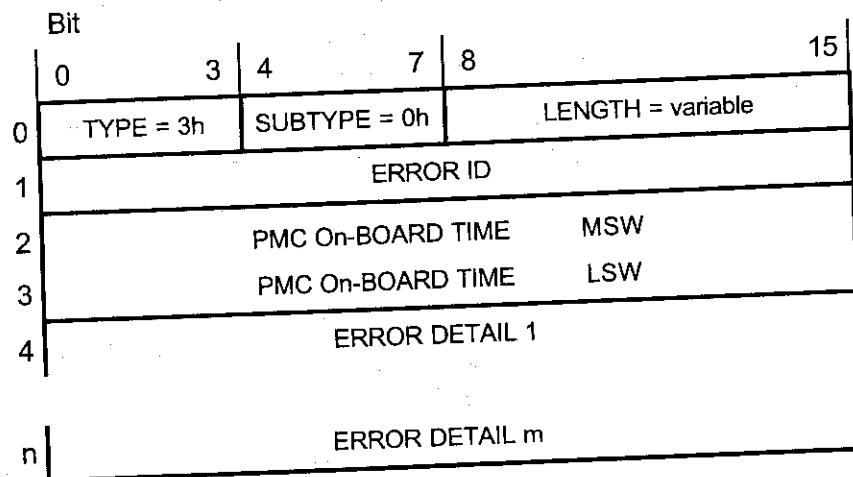 Bit
0 3 4 7 8 15
0 TYPE = 3h SUBTYPE = 0h LENGTH = variable
1 ERROR ID
2 PMC On-BOARD TIME MSW
3 PMC On-BOARD TIME LSW
4 ERROR DETAIL 1
n ERROR DETAIL m